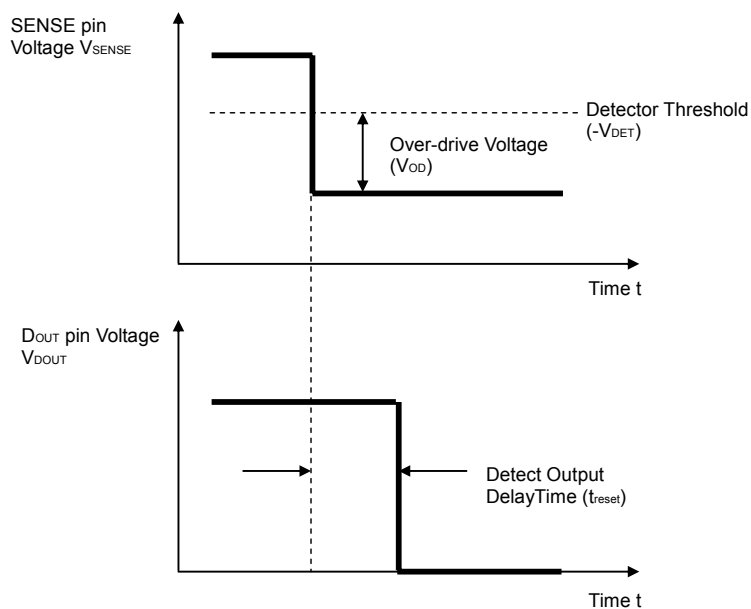 SENSE pin
Voltage VSENSE
Detector Threshold
(-VDET)
Over-drive Voltage
(VOD)
Time t
DOUT pin Voltage
VDOUT
Detect Output
DelayTime (treset)
Time t